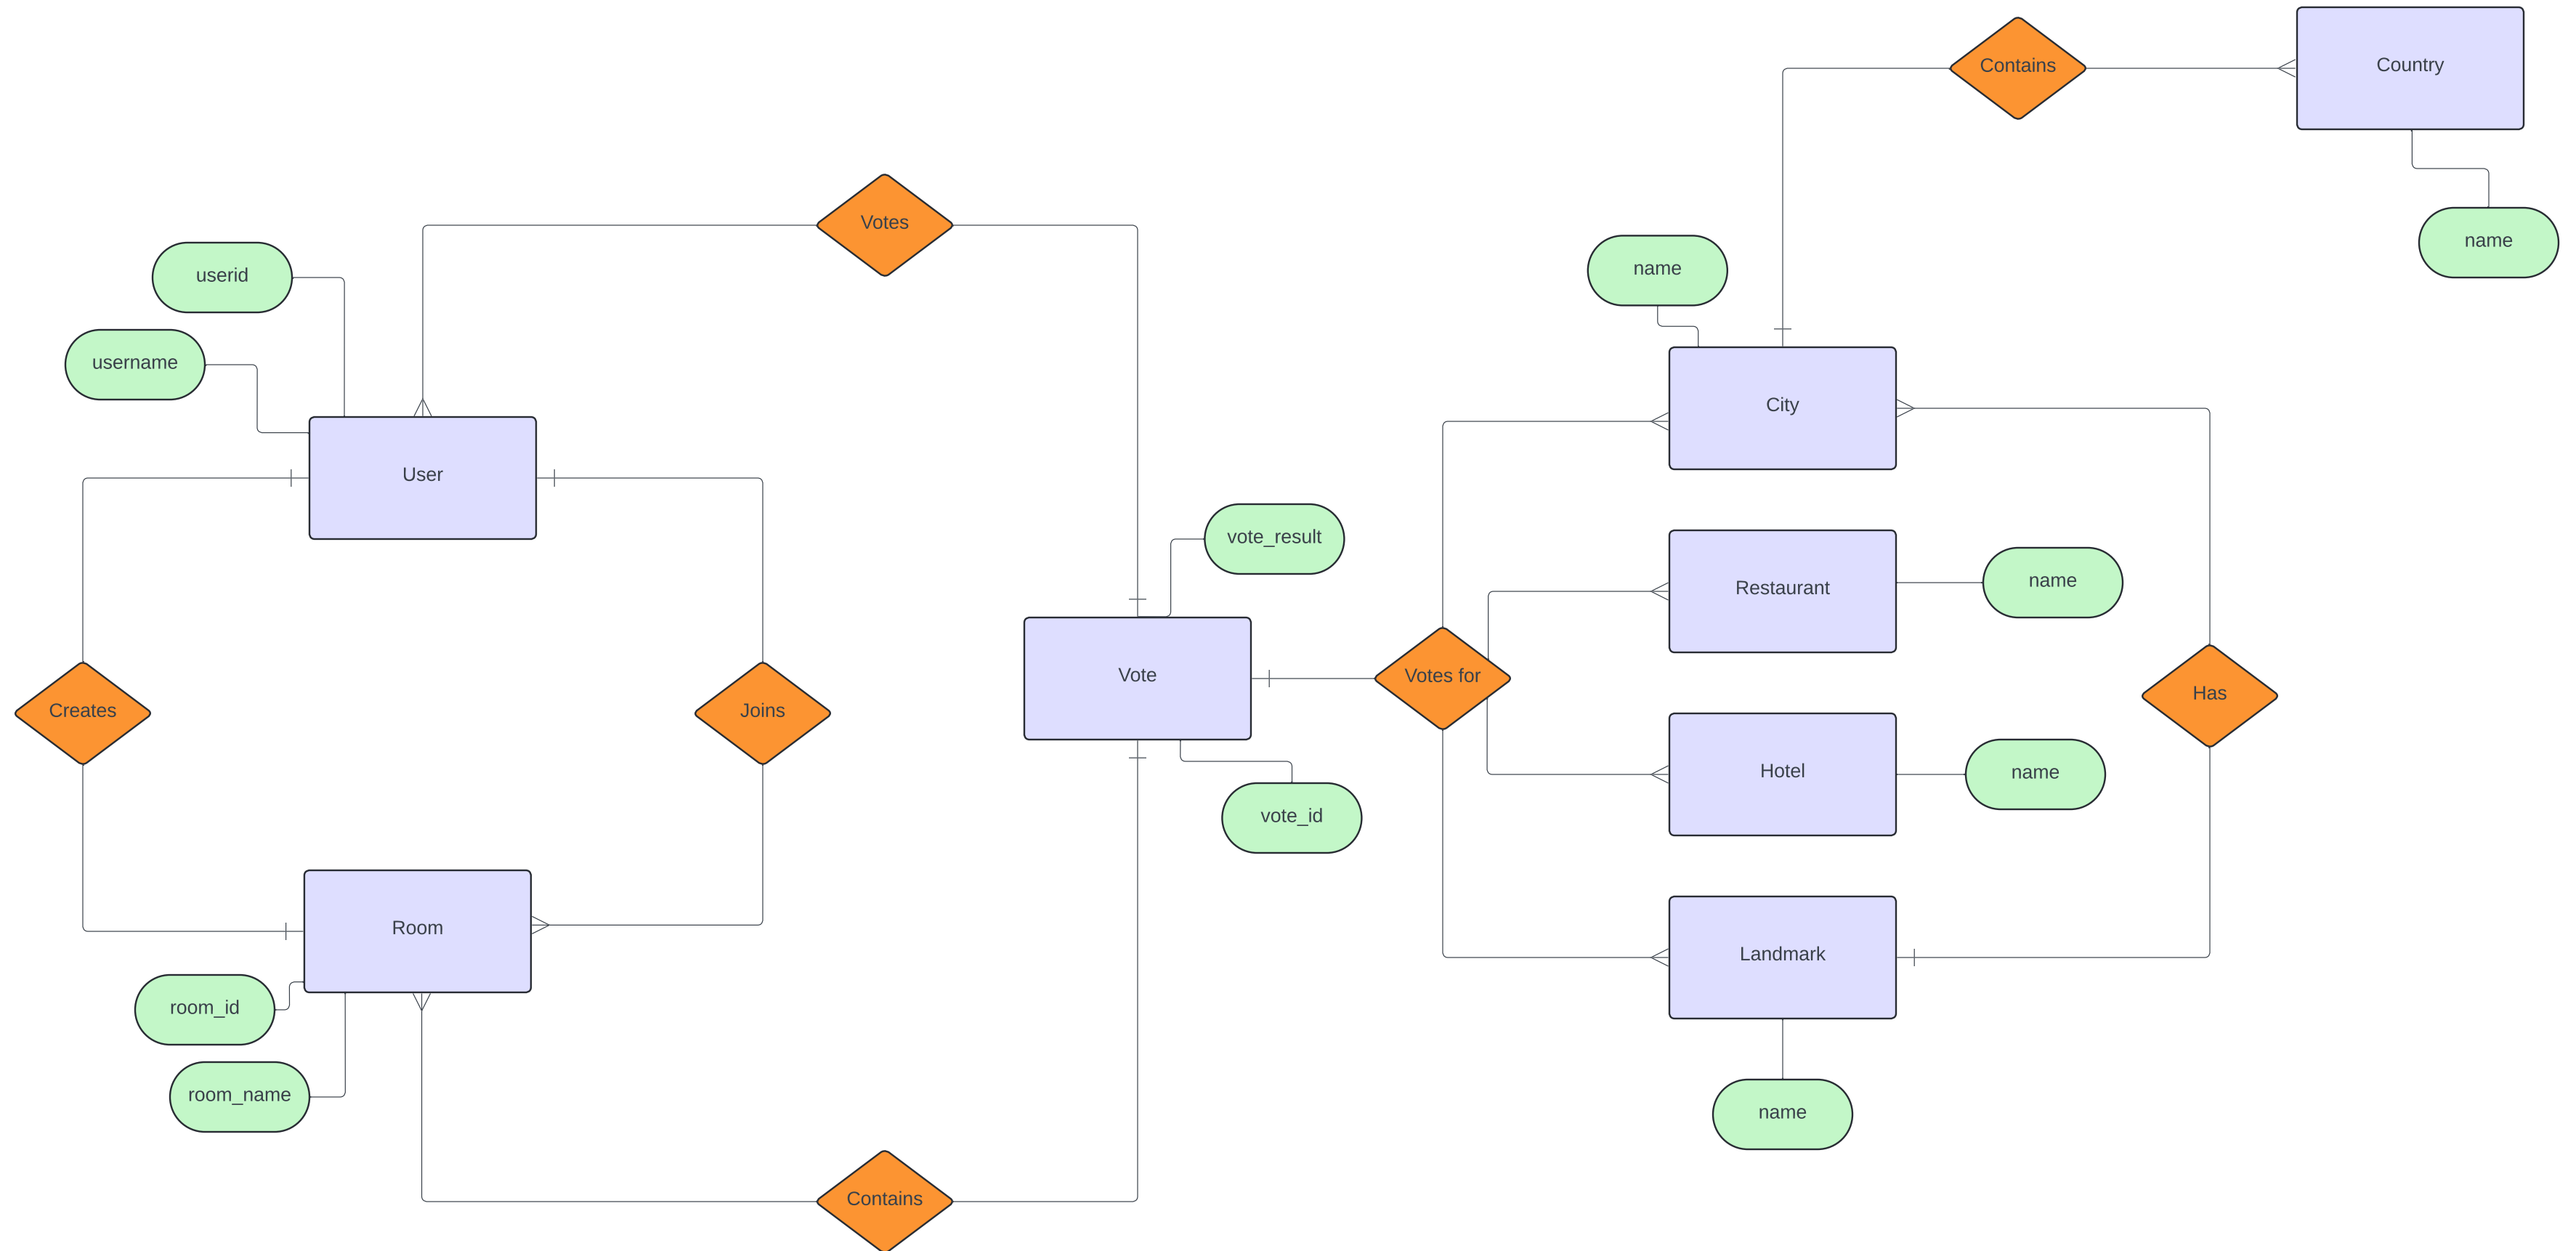 Contains
Country
Votes
name
name
userid
username
City
User
vote_result
Restaurant
name
Vote
Votes for
Has
Creates
Joins
Hotel
name
vote_id
Room
Landmark
room_id
room_name
name
Contains